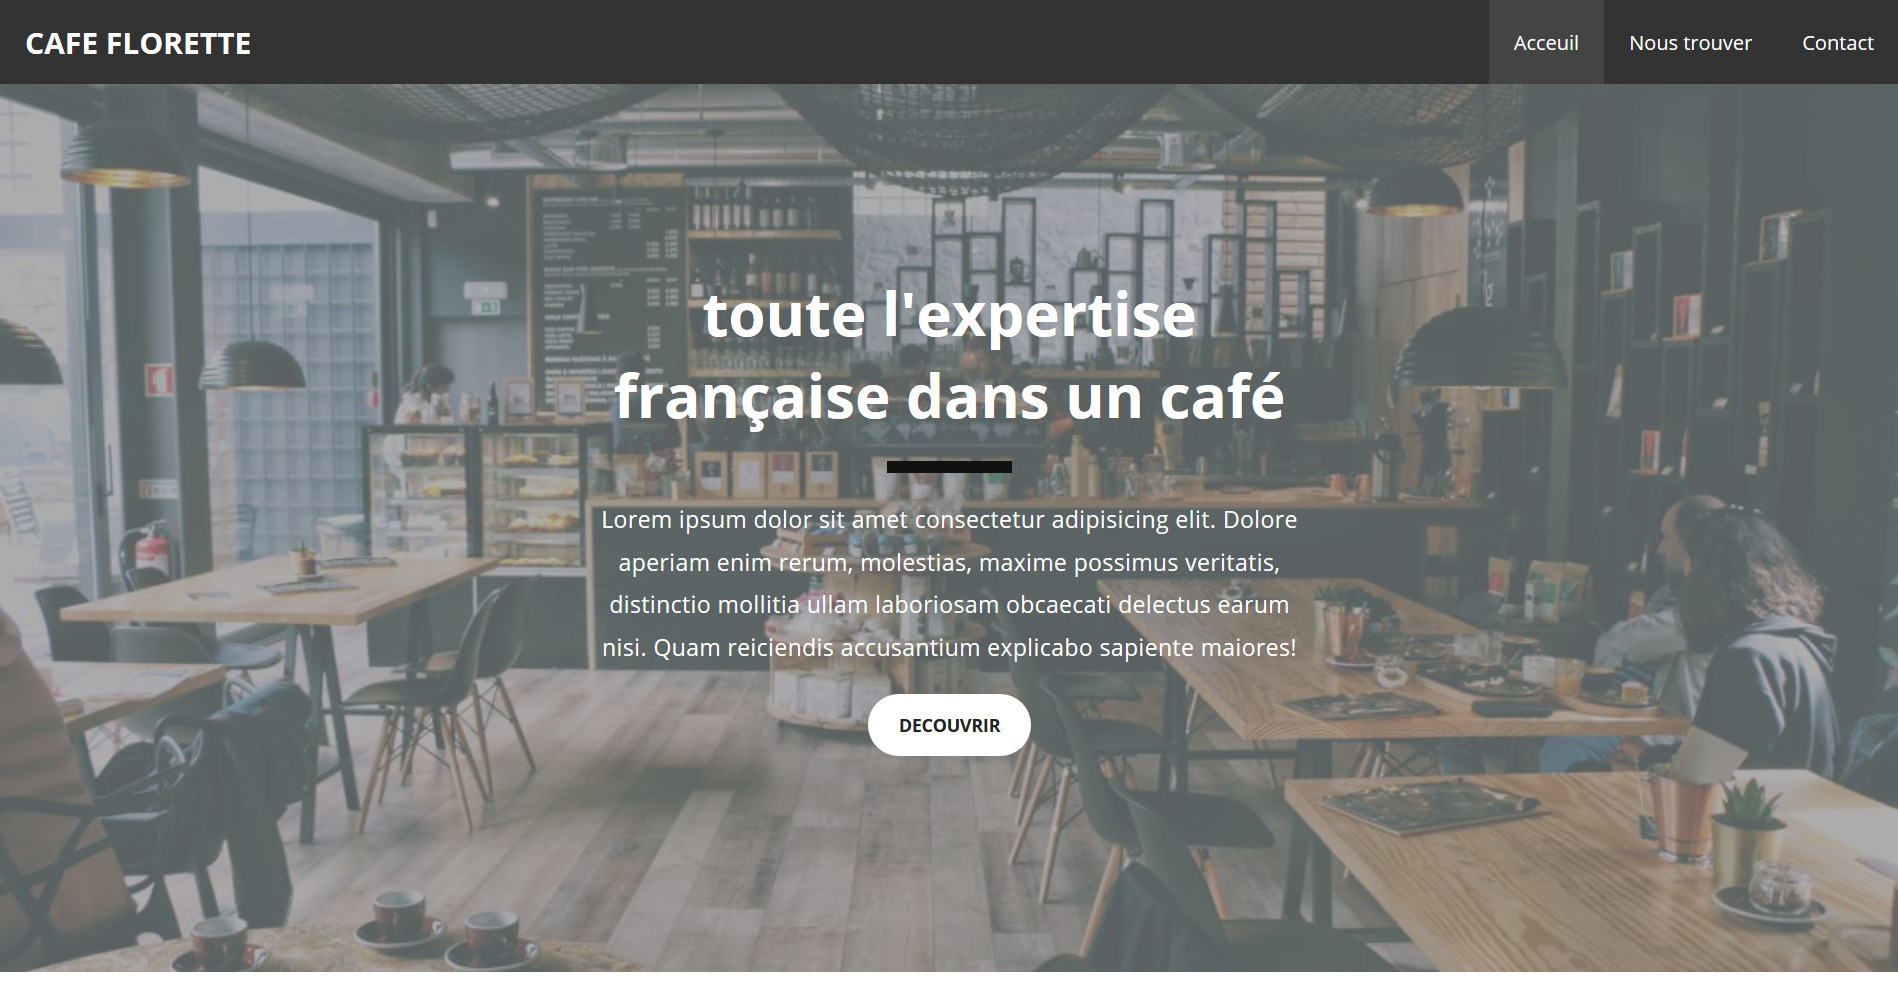 CAFE FLORETTE
Acceuil
Nous trouver
Contact
toute l'expertise
française dans un café
Lorem ipsum dolor sit amet consectetur adipisicing elit. Dolore
aperiam enim rerum, molestias, maxime possimus veritatis,
distinctio mollitia ullam laboriosam obcaecati delectus earum
nisi. Quam reiciendis accusantium explicabo sapiente maiores!
DECOUVRIR